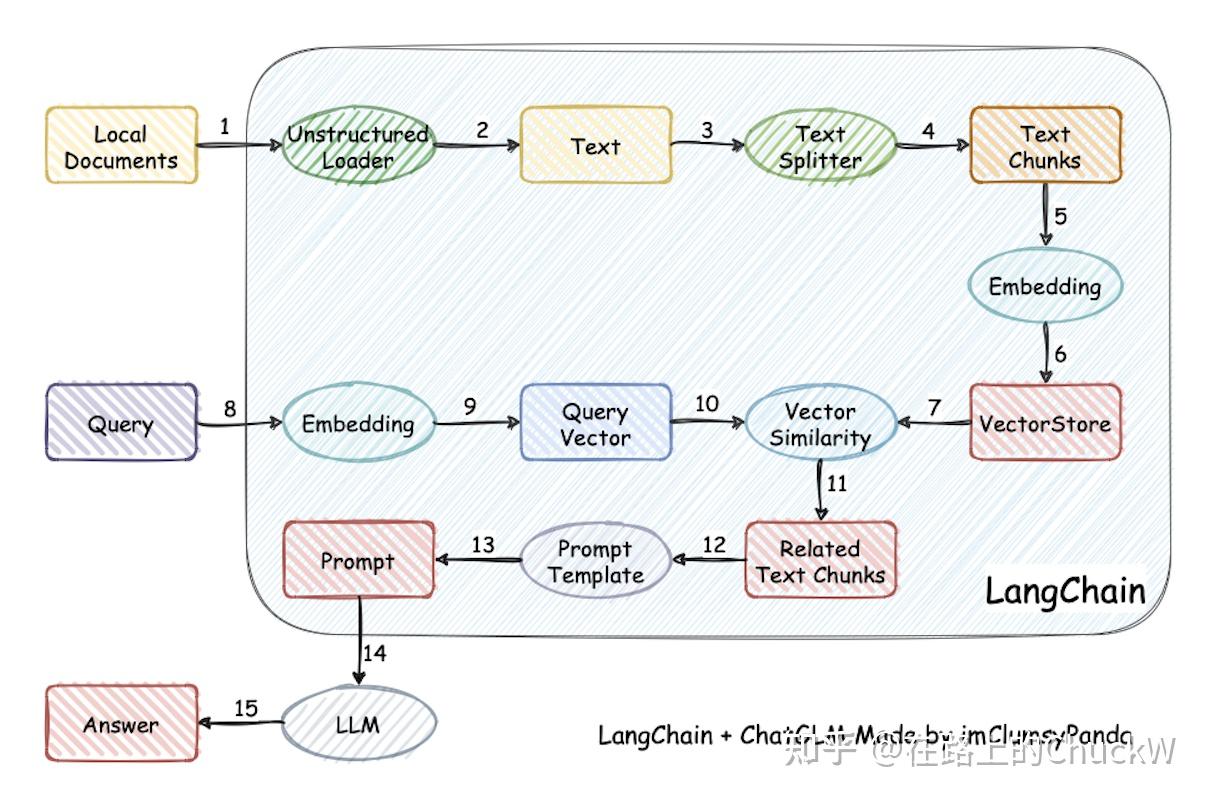 Local
Documents
1
Unstructured
Loader
2
Text
3
Text
Splitter
4
Text
Chunks
5
Embedding
6
Query
8
Embedding
9
Query
Vector
10
Vector
Similarity
7
VectorStore
11
Prompt
13
Prompt
Template
12
Related
Text Chunks
LangChain
14
Answer
15
LLM
LangChain + ChatGLM Made by imClumsyPanda
知乎 @在路上的ChuckW